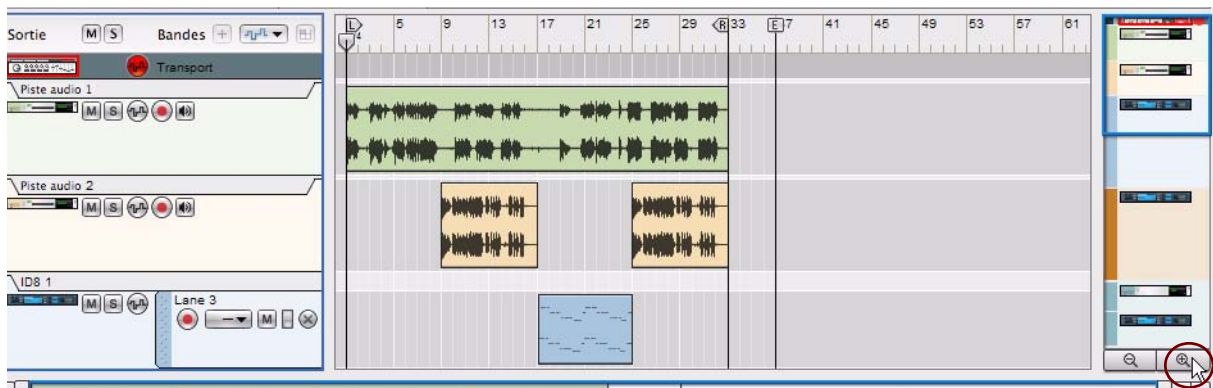 Sortie M S Bandes
L 5 9 13 17 21 25 29 R 33 E 7 41 45 49 53 57 61
4
Transport
Piste audio 1
M S
Piste audio 2
M S
ID8 1
M S Lane 3
M